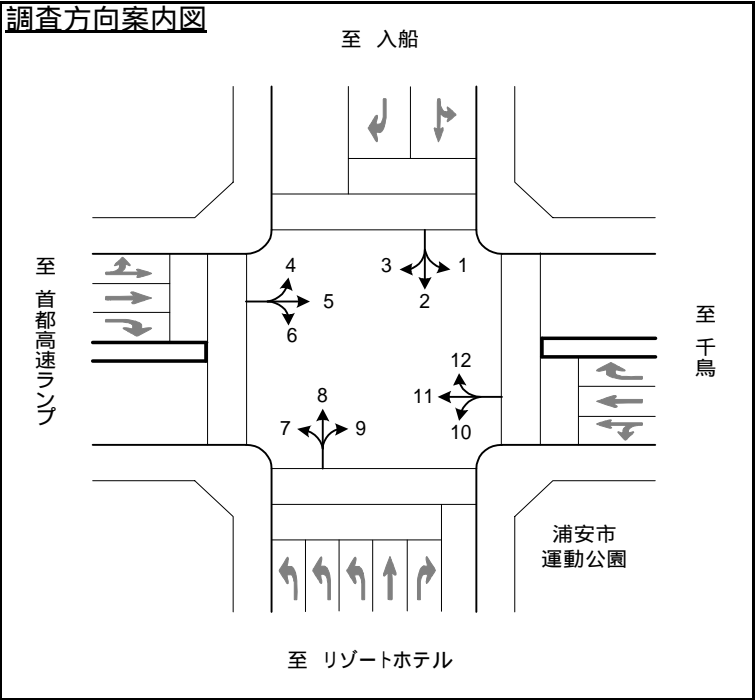 調査方向案内図
至 入船
至 首都高速ランプ
4
5
6
3
1
2
至 千鳥
8
7
9
12
11
10
浦安市
運動公園
至 リゾートホテル